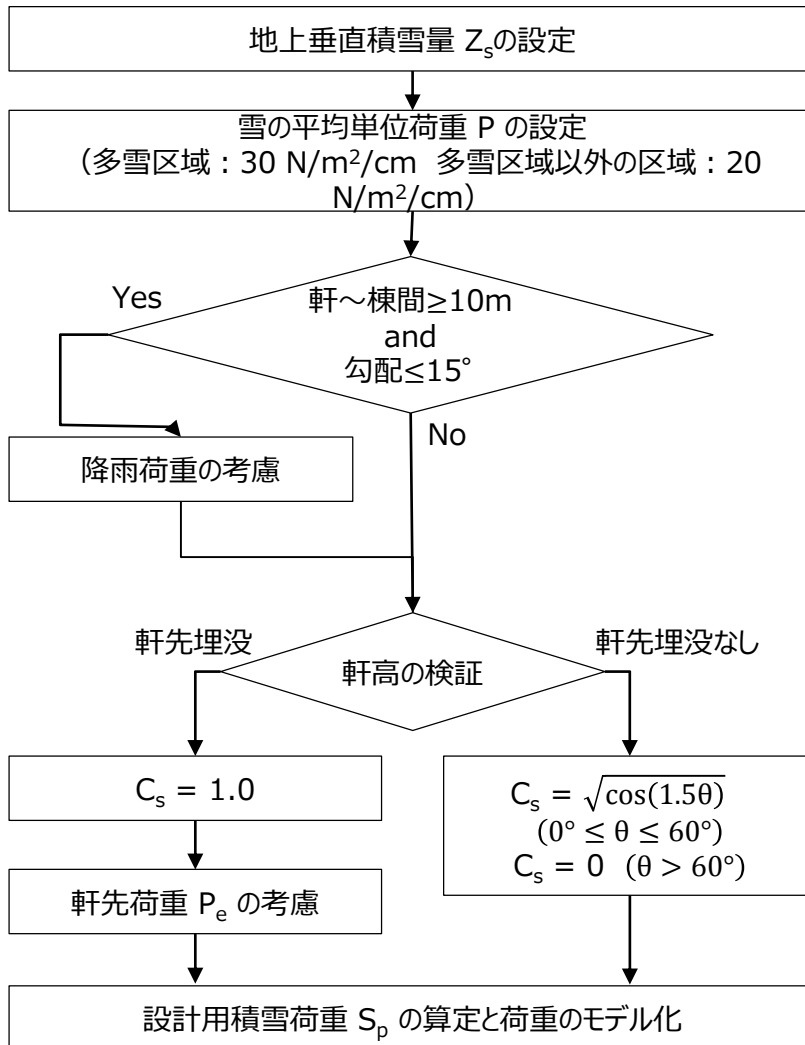 地上垂直積雪量 Zsの設定
雪の平均単位荷重 P の設定
（多雪区域：30 N/m²/cm 多雪区域以外の区域：20
N/m²/cm）
Yes
軒～棟間≥10m
and
勾配≤15°
No
降雨荷重の考慮
軒先埋没
軒先埋没なし
軒高の検証
Cs = 1.0
Cs = √cos(1.5θ)
(0° ≤ θ ≤ 60°)
Cs = 0 (θ > 60°)
軒先荷重 Pe の考慮
設計用積雪荷重 Sp の算定と荷重のモデル化